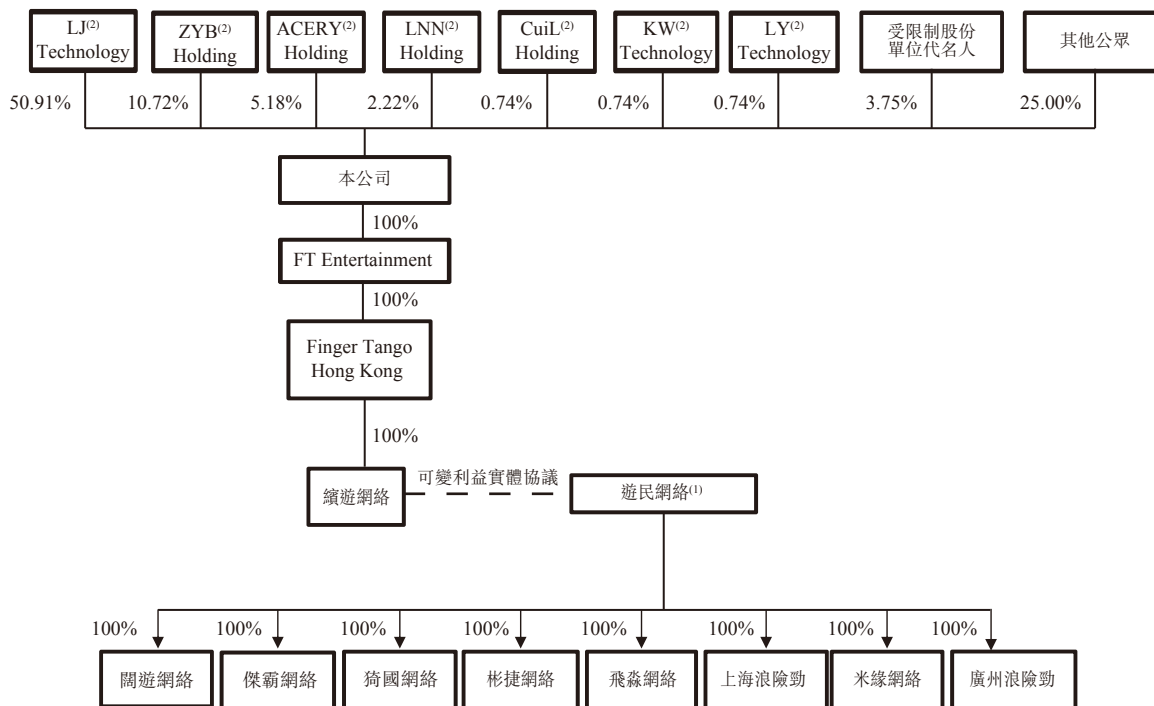 LJ(2)
Technology
ZYB(2)
Holding
ACERY(2)
Holding
LNN(2)
Holding
CuiL(2)
Holding
KW(2)
Technology
LY(2)
Technology
受限制股份
單位代名人
其他公眾
50.91%
10.72%
5.18%
2.22%
0.74%
0.74%
0.74%
3.75%
25.00%
本公司
100%
FT Entertainment
100%
Finger Tango
Hong Kong
100%
繽遊網絡
可變利益實體協議
遊民網絡(1)
100%
100%
100%
100%
100%
100%
100%
100%
闊遊網絡
傑霸網絡
猗國網絡
彬捷網絡
飛淼網絡
上海浪險勁
米緣網絡
廣州浪險勁